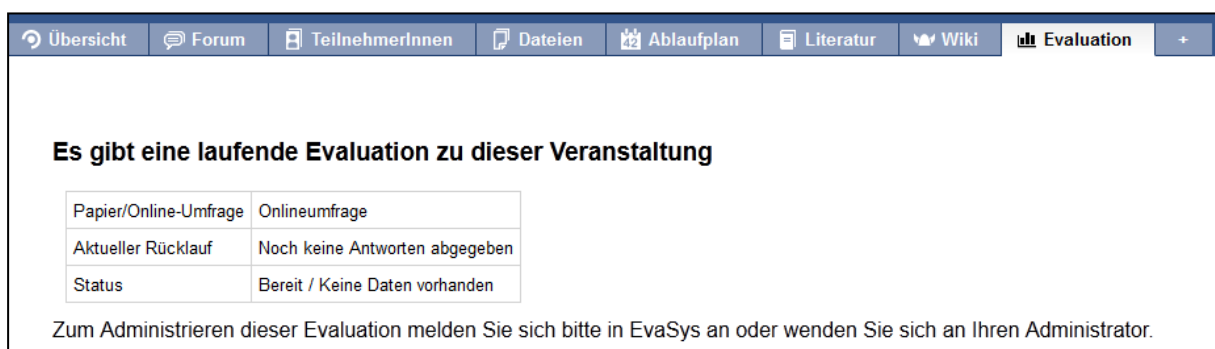 Übersicht Forum TeilnehmerInnen Dateien Ablaufplan Literatur Wiki Evaluation +
Es gibt eine laufende Evaluation zu dieser Veranstaltung
Papier/Online-Umfrage Onlineumfrage
Aktueller Rücklauf Noch keine Antworten abgegeben
Status Bereit / Keine Daten vorhanden
Zum Administrieren dieser Evaluation melden Sie sich bitte in EvaSys an oder wenden Sie sich an Ihren Administrator.